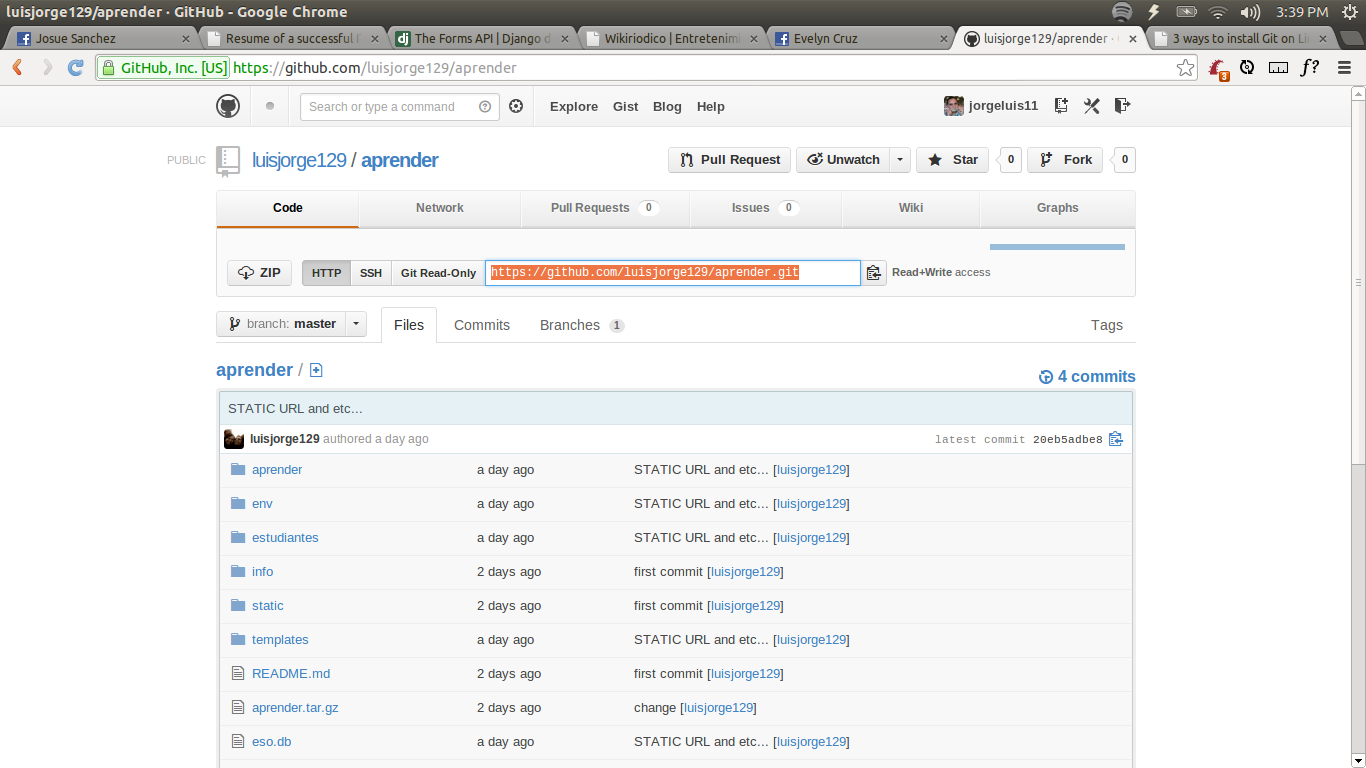 luisjorge129/aprender · GitHub - Google Chrome
3:39 PM
Josue Sanchez
Resume of a successful
The Forms API | Django d
Wikiriodico | Entretenimi
Evelyn Cruz
luisjorge129/aprender ·
3 ways to install Git on Lin
GitHub, Inc. [US] https://github.com/luisjorge129/aprender
3
f?
Search or type a command
Explore Gist Blog Help
jorgeluis11
PUBLIC luisjorge129 / aprender
Pull Request Unwatch Star 0 Fork 0
Code Network Pull Requests 0 Issues 0 Wiki Graphs
ZIP HTTP SSH Git Read-Only https://github.com/luisjorge129/aprender.git Read+Write access
branch: master Files Commits Branches 1 Tags
aprender /
4 commits
STATIC URL and etc...
luisjorge129 authored a day ago latest commit 20eb5adbe8
aprender a day ago STATIC URL and etc... [luisjorge129]
env a day ago STATIC URL and etc... [luisjorge129]
estudiantes a day ago STATIC URL and etc... [luisjorge129]
info 2 days ago first commit [luisjorge129]
static 2 days ago first commit [luisjorge129]
templates a day ago STATIC URL and etc... [luisjorge129]
README.md 2 days ago first commit [luisjorge129]
aprender.tar.gz 2 days ago change [luisjorge129]
eso.db a day ago STATIC URL and etc... [luisjorge129]